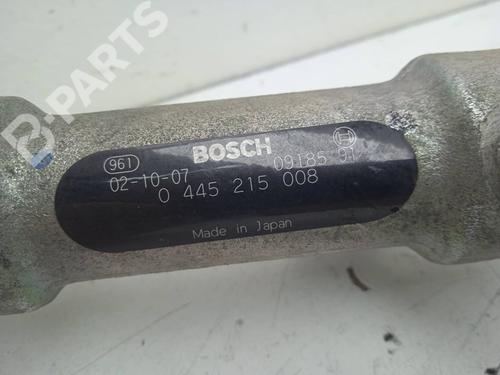 B-PARTS
961
BOSCH
02-10-07
09185
0 445 215 008
Made in Japan